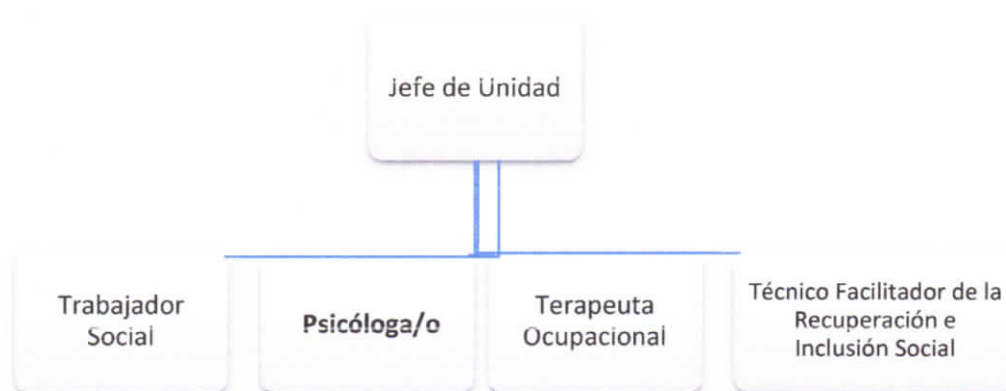 Jefe de Unidad
Trabajador
Social
Psicóloga/o
Terapeuta
Ocupacional
Técnico Facilitador de la
Recuperación e
Inclusión Social